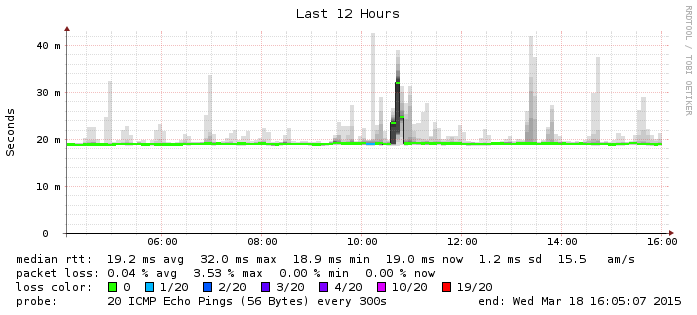 Last 12 Hours
RRDTOOL / TOBI OETIKER
Seconds
40 m
30 m
20 m
10 m
0
06:00 08:00 10:00 12:00 14:00 16:00
median rtt: 19.2 ms avg 32.0 ms max 18.9 ms min 19.0 ms now 1.2 ms sd 15.5 am/s
packet loss: 0.04 % avg 3.53 % max 0.00 % min 0.00 % now
loss color: 0 1/20 2/20 3/20 4/20 10/20 19/20
probe: 20 ICMP Echo Pings (56 Bytes) every 300s end: Wed Mar 18 16:05:07 2015